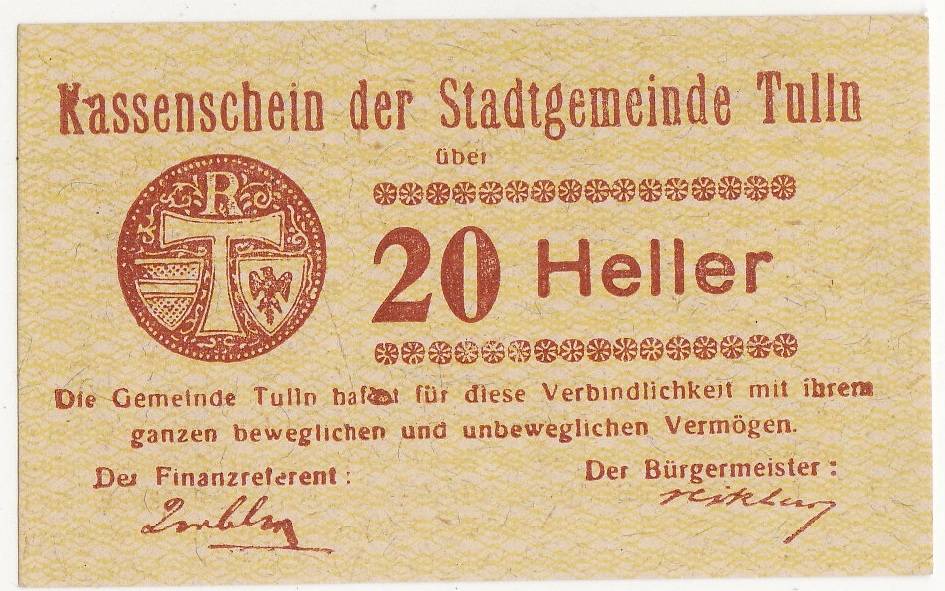 Kassenschein der Stadtgemeinde Tulln
über
R
T
20 Heller
Die Gemeinde Tulln haftet für diese Verbindlichkeit mit ihrem
ganzen beweglichen und unbeweglichen Vermögen.
Der Finanzreferent: Der Bürgermeister: